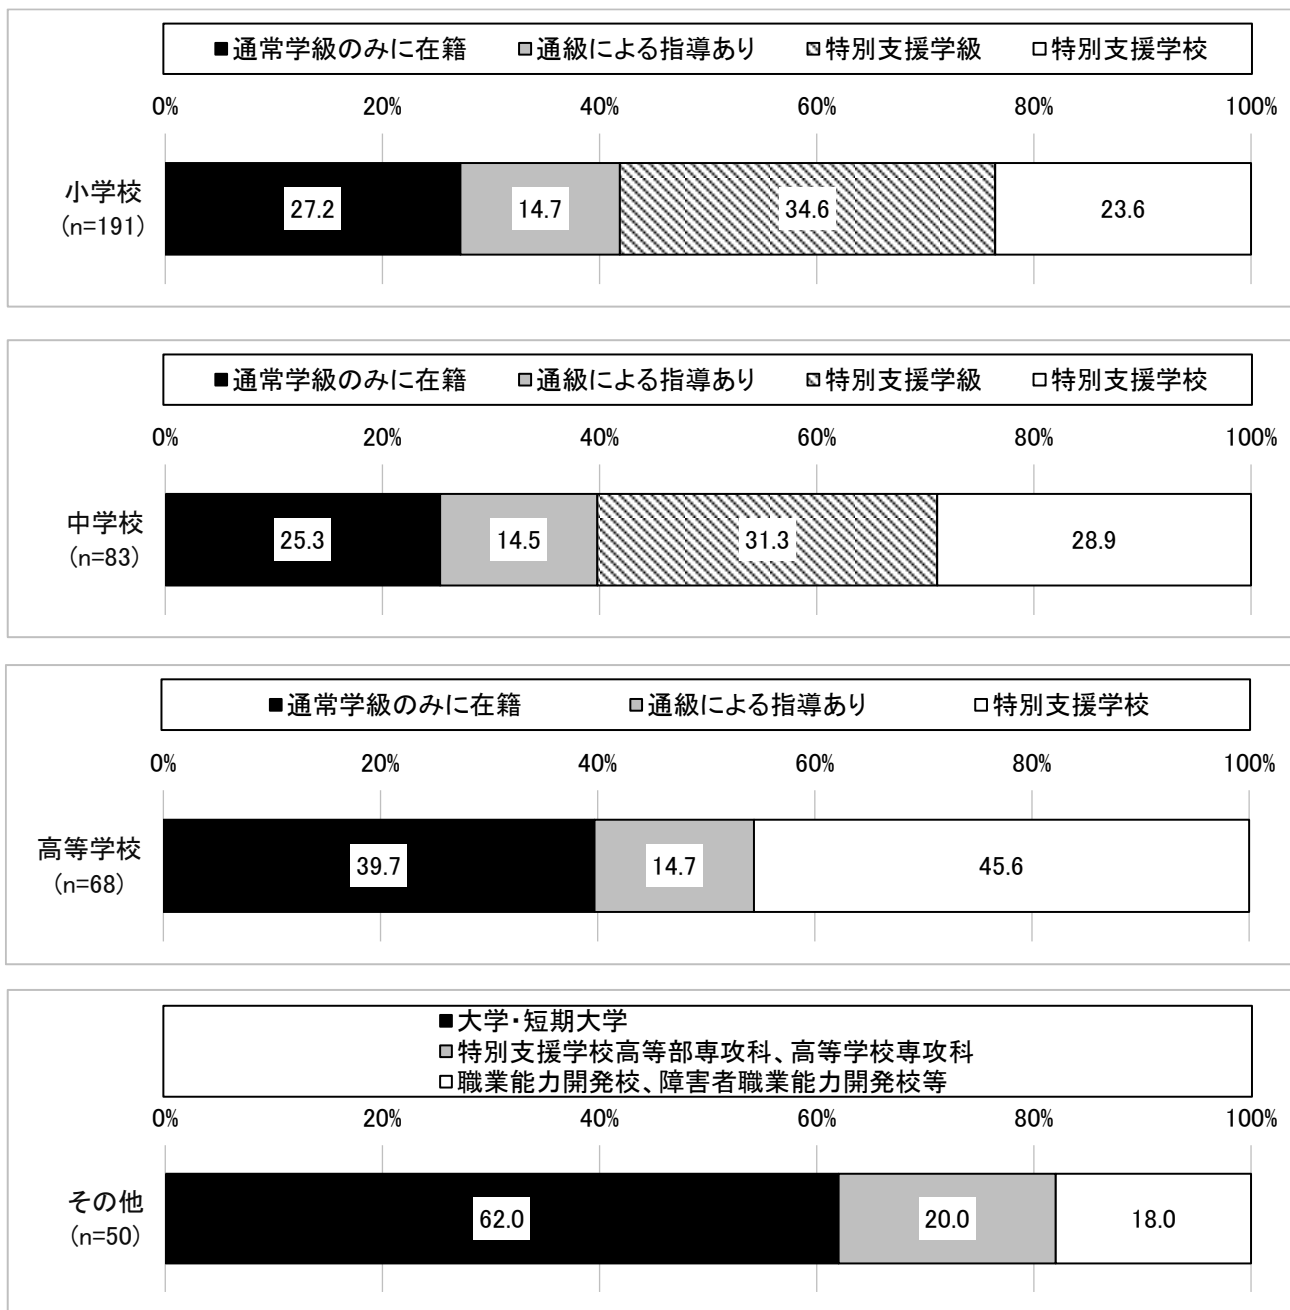 ■通常学級のみに在籍 ■通級による指導あり ▧特別支援学級 □特別支援学校
0% 20% 40% 60% 80% 100%
小学校
(n=191)
27.2 14.7 34.6 23.6
■通常学級のみに在籍 ■通級による指導あり ▧特別支援学級 □特別支援学校
0% 20% 40% 60% 80% 100%
中学校
(n=83)
25.3 14.5 31.3 28.9
■通常学級のみに在籍 ■通級による指導あり □特別支援学校
0% 20% 40% 60% 80% 100%
高等学校
(n=68)
39.7 14.7 45.6
■大学・短期大学
■特別支援学校高等部専攻科、高等学校専攻科
□職業能力開発校、障害者職業能力開発校等
0% 20% 40% 60% 80% 100%
その他
(n=50)
62.0 20.0 18.0